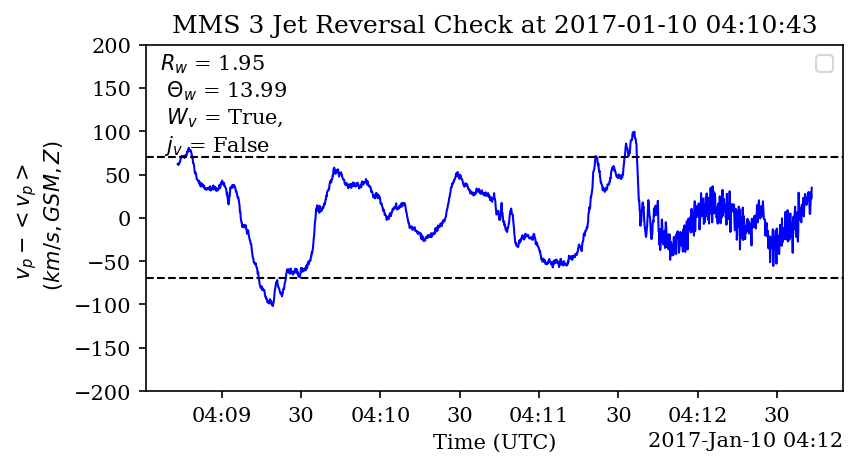 MMS 3 Jet Reversal Check at 2017-01-10 04:10:43
R_w = 1.95
Θ_w = 13.99
W_v = True,
j_v = False
v_p − < v_p >
(km/s, GSM, Z)
200
150
100
50
0
−50
−100
−150
−200
04:09 30 04:10 30 04:11 30 04:12 30
Time (UTC) 2017-Jan-10 04:12